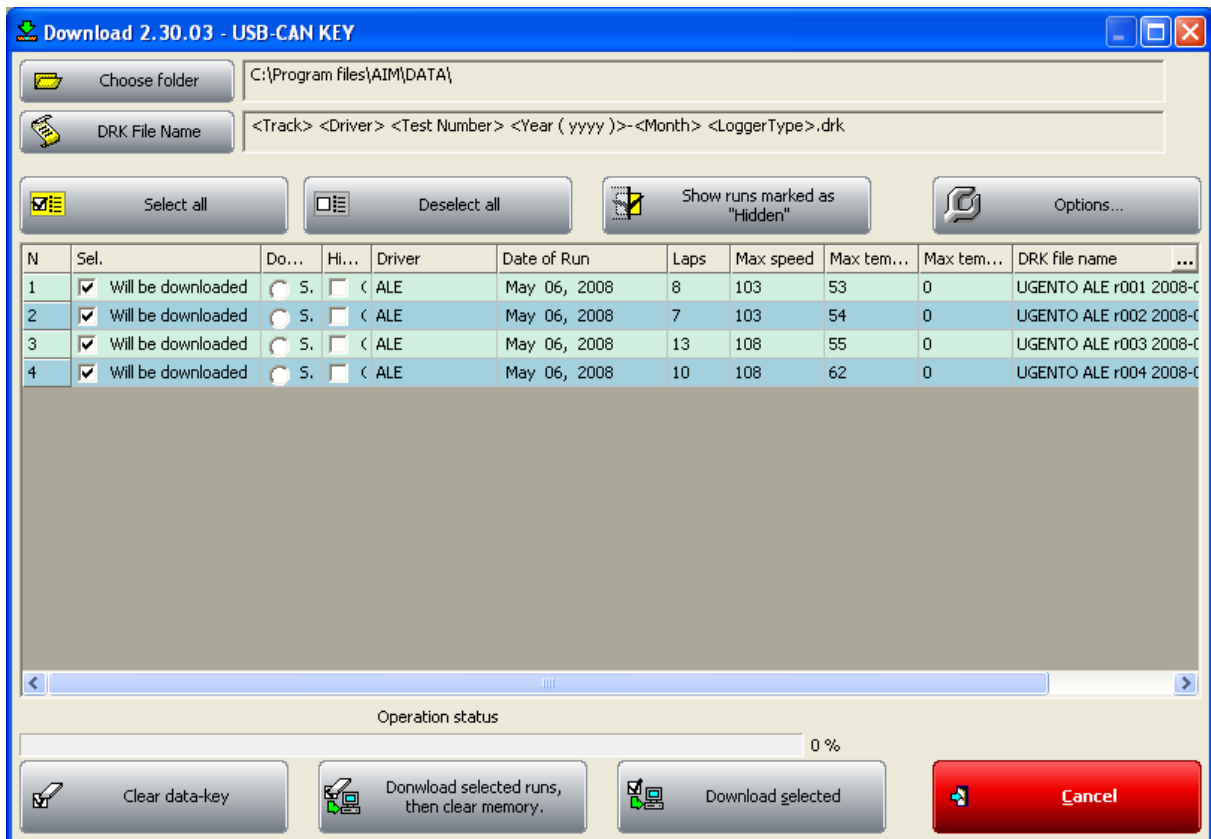 Download 2.30.03 - USB-CAN KEY
Choose folder C:\Program files\AIM\DATA\
DRK File Name <Track> <Driver> <Test Number> <Year ( yyyy )>-<Month> <LoggerType>.drk
Select all Deselect all Show runs marked as "Hidden" Options...
N Sel. Do... Hi... Driver Date of Run Laps Max speed Max tem... Max tem... DRK file name ...
1 Will be downloaded S. ALE May 06, 2008 8 103 53 0 UGENTO ALE r001 2008-
2 Will be downloaded S. ALE May 06, 2008 7 103 54 0 UGENTO ALE r002 2008-
3 Will be downloaded S. ALE May 06, 2008 13 108 55 0 UGENTO ALE r003 2008-
4 Will be downloaded S. ALE May 06, 2008 10 108 62 0 UGENTO ALE r004 2008-
Operation status
0 %
Clear data-key Donwload selected runs, then clear memory. Download selected Cancel